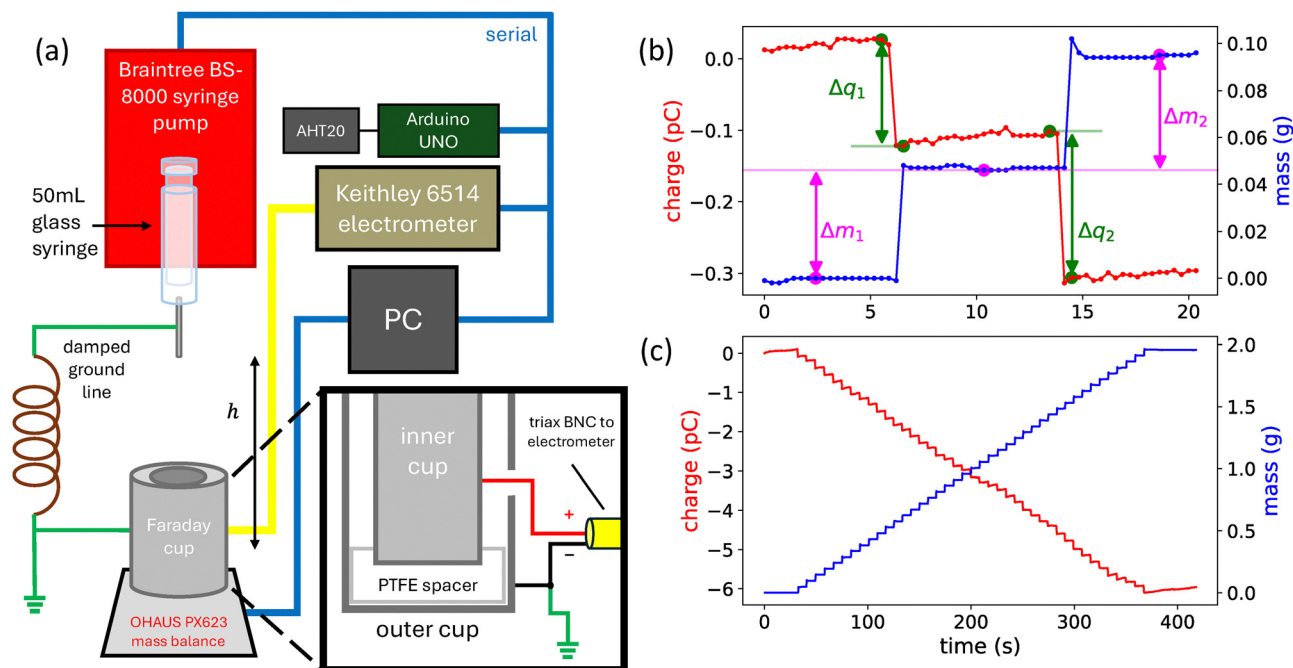 (a)
serial
Braintree BS-
8000 syringe
pump
AHT20
Arduino
UNO
50mL
glass
syringe
Keithley 6514
electrometer
PC
damped
ground
line
h
Faraday
cup
OHAUS PX623
mass balance
inner
cup
triax BNC to
electrometer
+
−
PTFE spacer
outer cup
(b)
charge (pC)
0.0
−0.1
−0.2
−0.3
Δq1
Δm1
Δq2
Δm2
0.10
0.08
0.06
0.04
0.02
0.00
mass (g)
0
5
10
15
20
(c)
charge (pC)
0
−1
−2
−3
−4
−5
−6
2.0
1.5
1.0
0.5
0.0
mass (g)
0
100
200
300
400
time (s)